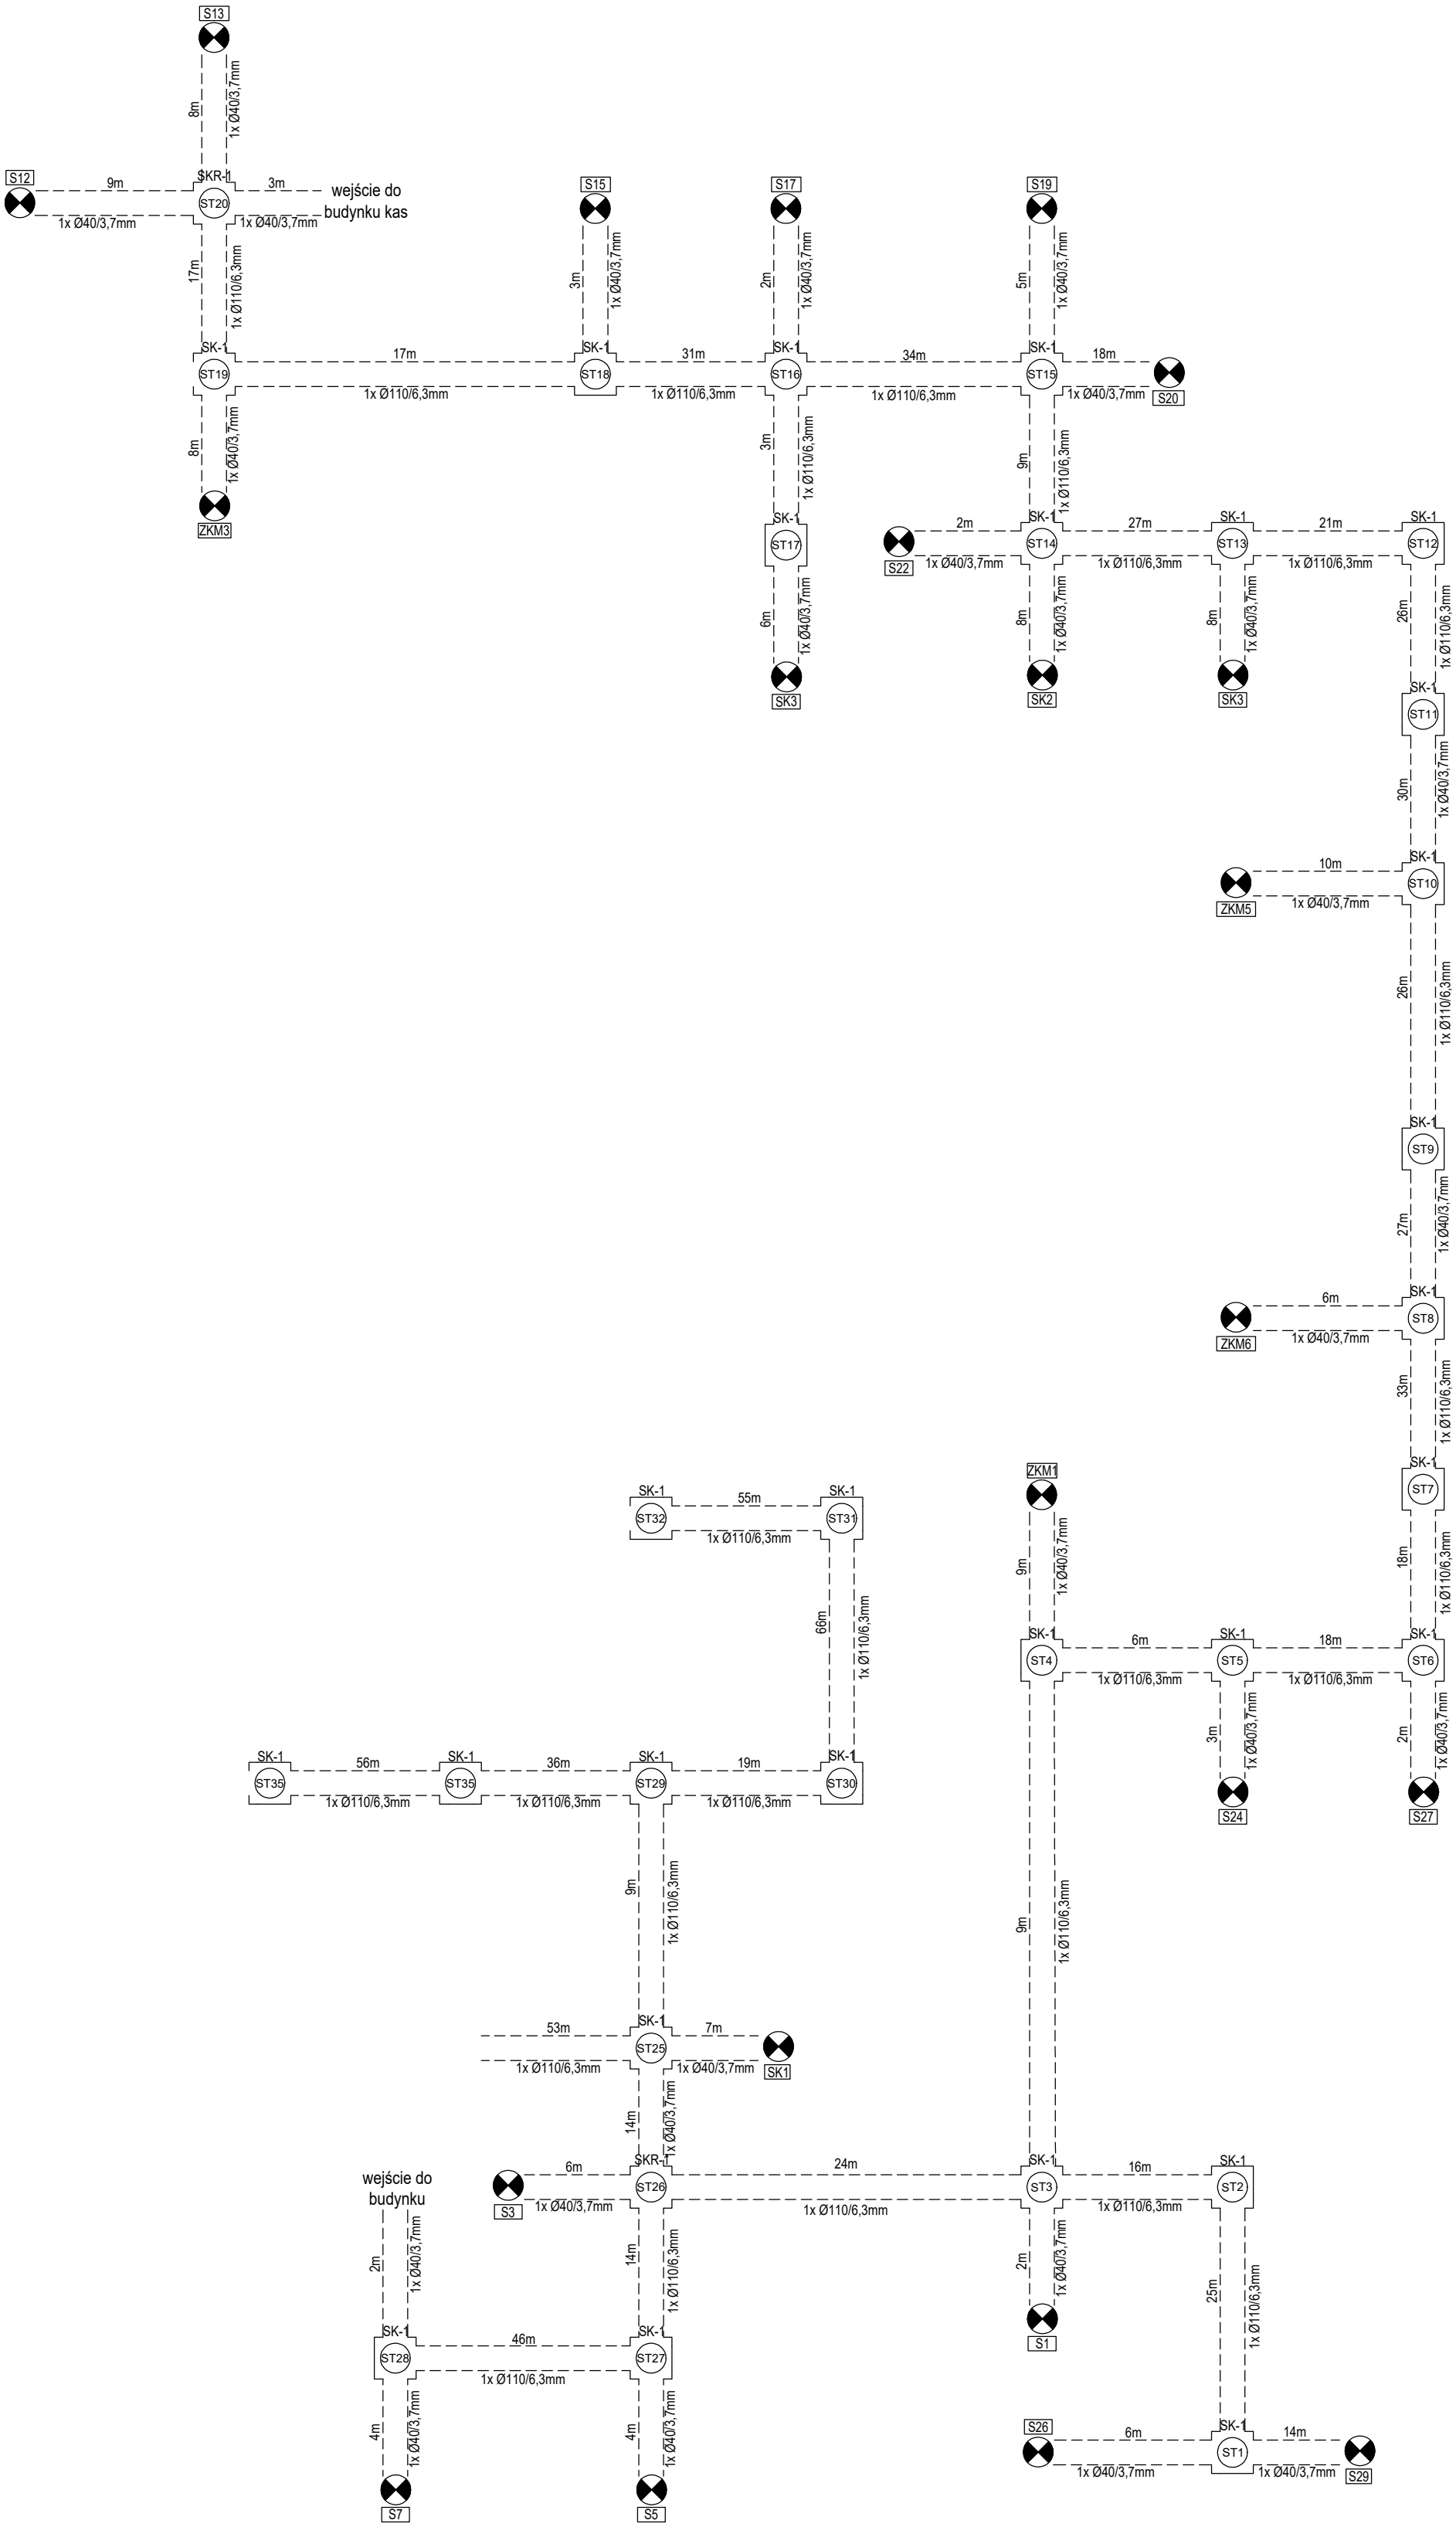 S13
8m
1x Ø40/3,7mm
S12
9m
1x Ø40/3,7mm
SKR-1
ST20
3m
1x Ø40/3,7mm
wejście do
budynku kas
17m
1x Ø110/6,3mm
S15
3m
1x Ø40/3,7mm
S17
2m
1x Ø40/3,7mm
S19
5m
1x Ø40/3,7mm
SK-1
ST19
17m
1x Ø110/6,3mm
SK-1
ST18
31m
1x Ø110/6,3mm
SK-1
ST16
34m
1x Ø110/6,3mm
SK-1
ST15
18m
1x Ø40/3,7mm
S20
8m
1x Ø40/3,7mm
ZKM3
3m
1x Ø110/6,3mm
9m
1x Ø110/6,3mm
SK-1
ST17
6m
1x Ø40/3,7mm
SK3
S22
2m
1x Ø40/3,7mm
SK-1
ST14
27m
1x Ø110/6,3mm
SK-1
ST13
21m
1x Ø110/6,3mm
SK-1
ST12
8m
1x Ø40/3,7mm
SK2
8m
1x Ø40/3,7mm
SK3
26m
1x Ø110/6,3mm
SK-1
ST11
30m
1x Ø40/3,7mm
ZKM5
10m
1x Ø40/3,7mm
SK-1
ST10
26m
1x Ø110/6,3mm
SK-1
ST9
27m
1x Ø40/3,7mm
ZKM6
6m
1x Ø40/3,7mm
SK-1
ST8
33m
1x Ø110/6,3mm
SK-1
ST7
18m
1x Ø110/6,3mm
ZKM1
9m
1x Ø40/3,7mm
SK-1
ST32
55m
1x Ø110/6,3mm
SK-1
ST31
66m
1x Ø110/6,3mm
SK-1
ST4
6m
1x Ø110/6,3mm
SK-1
ST5
18m
1x Ø110/6,3mm
SK-1
ST6
3m
1x Ø40/3,7mm
S24
2m
1x Ø40/3,7mm
S27
SK-1
ST35
56m
1x Ø110/6,3mm
SK-1
ST35
36m
1x Ø110/6,3mm
SK-1
ST29
19m
1x Ø110/6,3mm
SK-1
ST30
9m
1x Ø110/6,3mm
9m
1x Ø110/6,3mm
53m
1x Ø110/6,3mm
SK-1
ST25
7m
1x Ø40/3,7mm
SK1
14m
1x Ø40/3,7mm
wejście do
budynku
2m
1x Ø40/3,7mm
S3
6m
1x Ø40/3,7mm
SKR-1
ST26
24m
1x Ø110/6,3mm
SK-1
ST3
16m
1x Ø110/6,3mm
SK-1
ST2
14m
1x Ø110/6,3mm
2m
1x Ø40/3,7mm
S1
25m
1x Ø110/6,3mm
SK-1
ST28
46m
1x Ø110/6,3mm
SK-1
ST27
4m
1x Ø40/3,7mm
S7
4m
1x Ø40/3,7mm
S5
S26
6m
1x Ø40/3,7mm
SK-1
ST1
14m
1x Ø40/3,7mm
S29